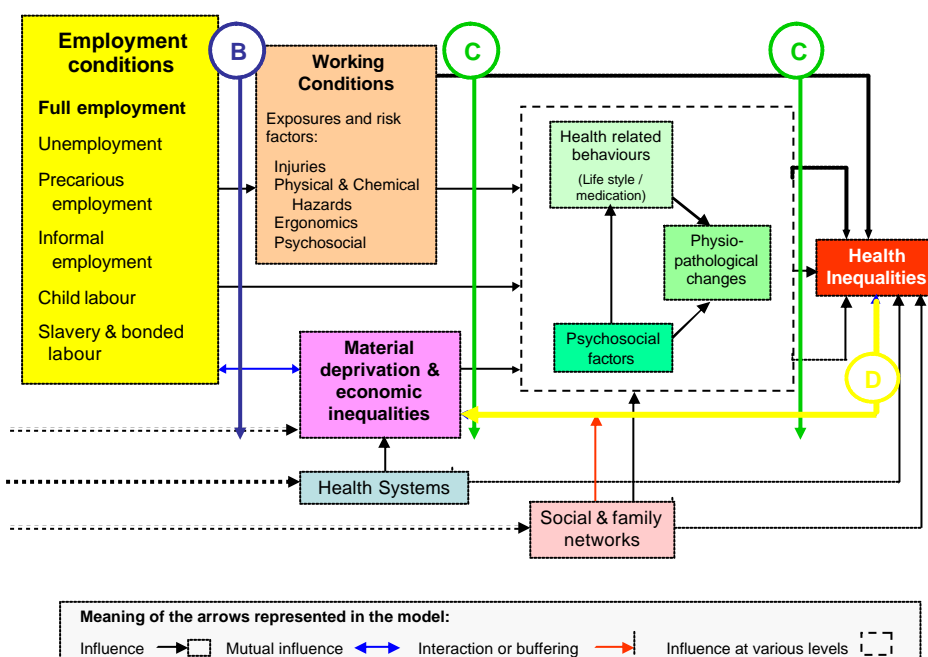 Employment
conditions
Full employment
Unemployment
Precarious
employment
Informal
employment
Child labour
Slavery & bonded
labour
B
Working
Conditions
Exposures and risk
factors:
Injuries
Physical & Chemical
Hazards
Ergonomics
Psychosocial
C
C
Health related
behaviours
(Life style /
medication)
Physio-
pathological
changes
Psychosocial
factors
Health
Inequalities
D
Material
deprivation &
economic
inequalities
Health Systems
Social & family
networks
Meaning of the arrows represented in the model:
Influence Mutual influence Interaction or buffering Influence at various levels